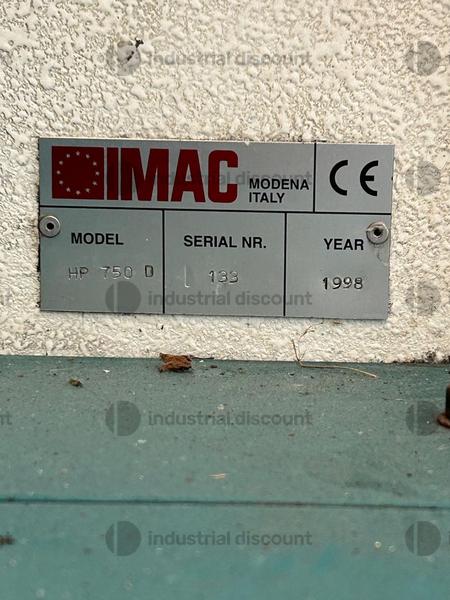 IMAC MODENA ITALY CE
MODEL SERIAL NR. YEAR
HP 750 D 133 1998
industrial discount
industrial discount
industrial discount
industrial discount
industrial discount